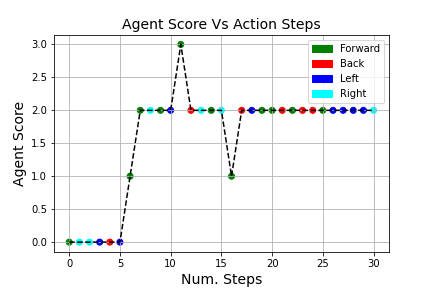 Agent Score Vs Action Steps
3.0
2.5
2.0
1.5
1.0
0.5
0.0
Agent Score
Forward
Back
Left
Right
0 5 10 15 20 25 30
Num. Steps